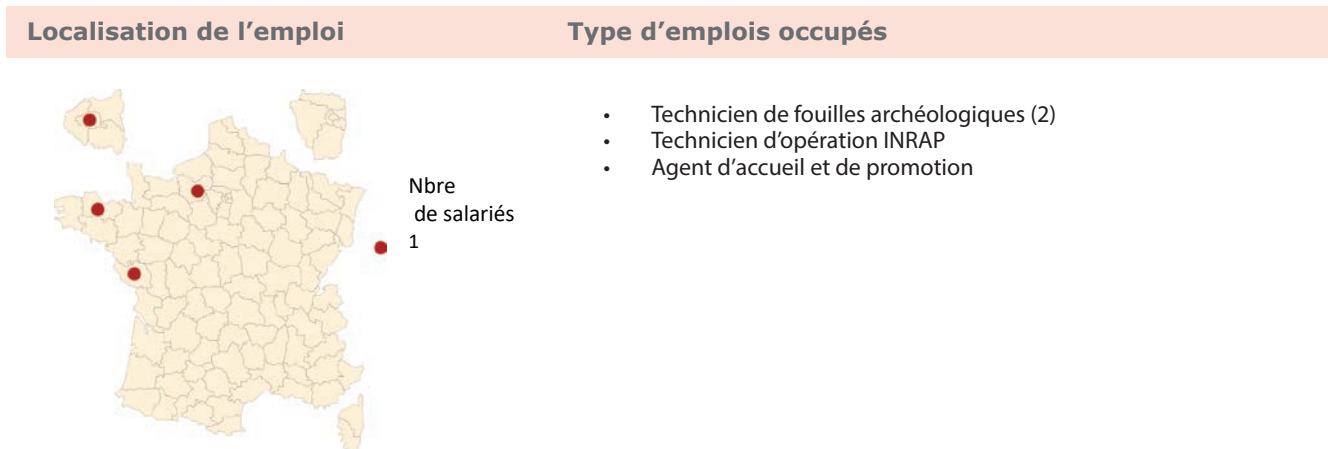 Localisation de l’emploi
Type d’emplois occupés
Nbre
de salariés
1
• Technicien de fouilles archéologiques (2)
• Technicien d’opération INRAP
• Agent d’accueil et de promotion